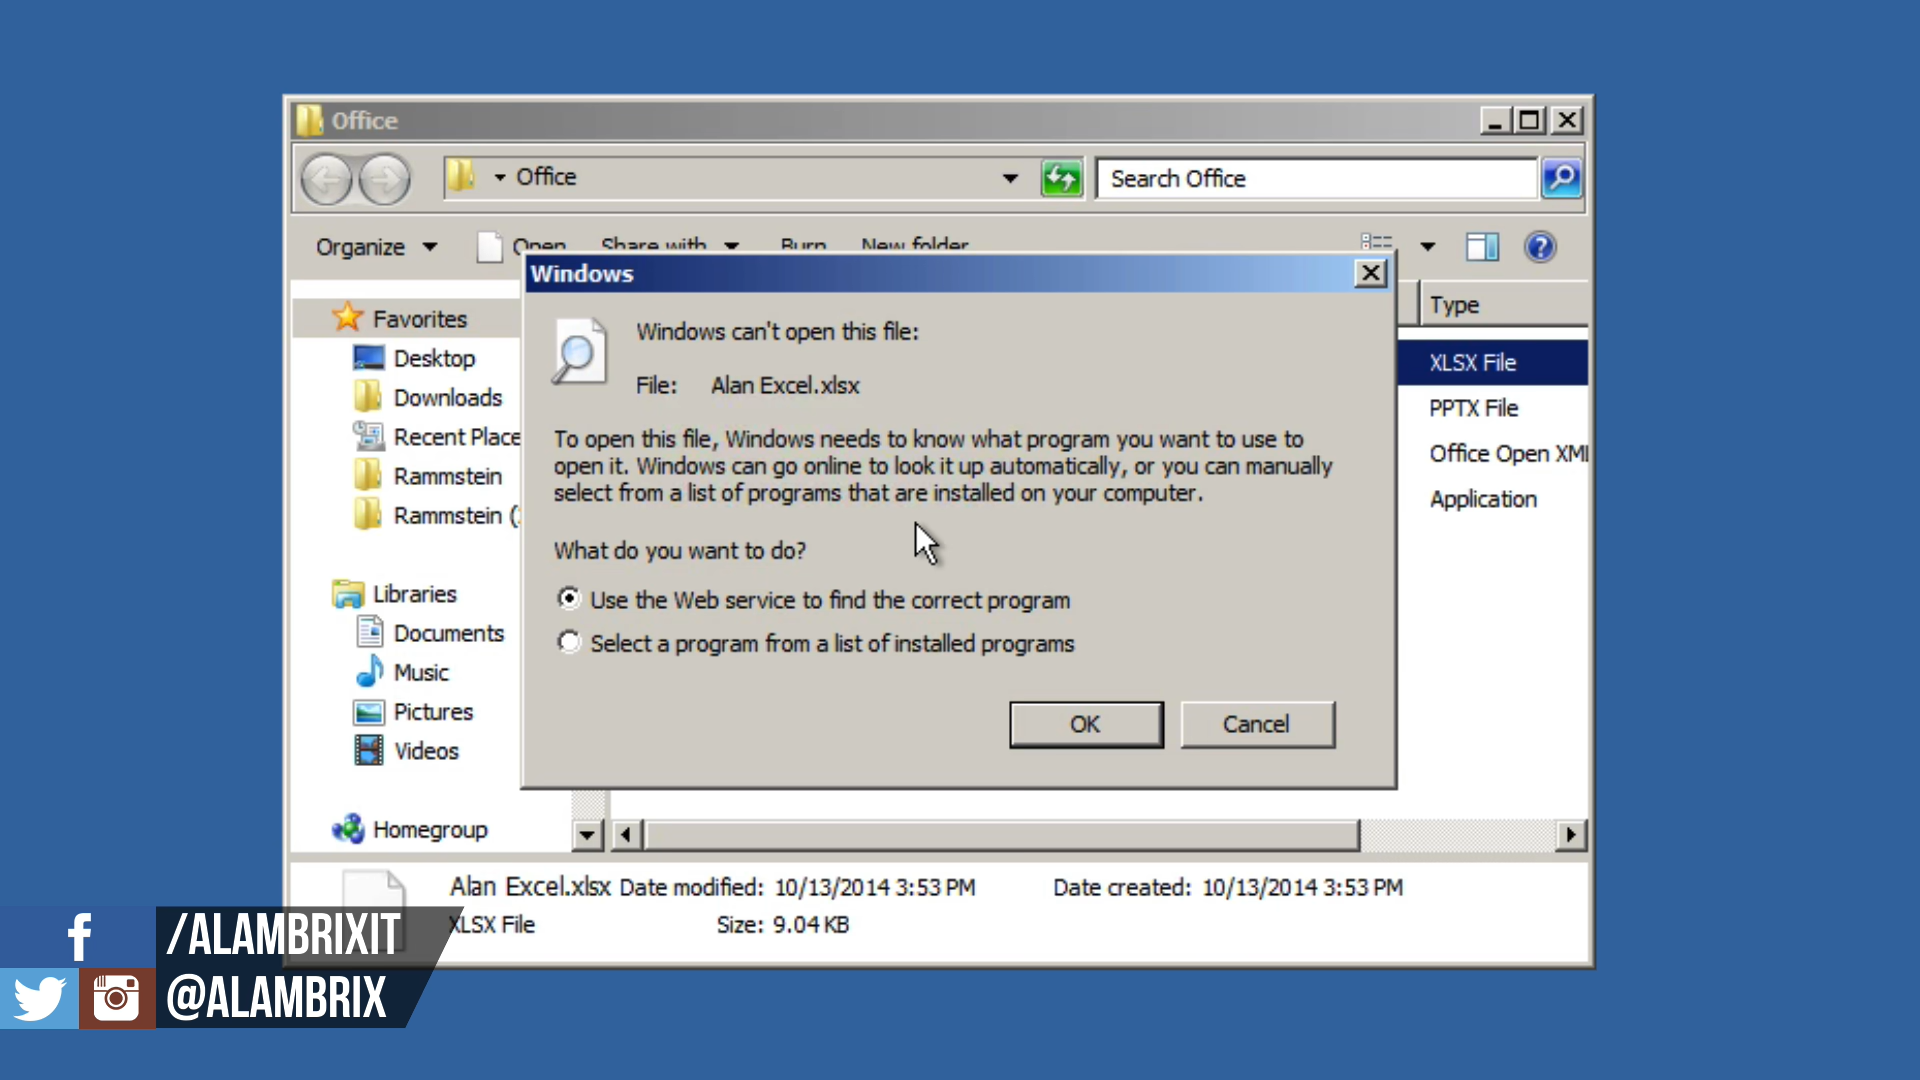 Office
Office
Search Office
Organize
Open
Share with
Burn
New folder
Windows
Windows can't open this file:
File: Alan Excel.xlsx
To open this file, Windows needs to know what program you want to use to
open it. Windows can go online to look it up automatically, or you can manually
select from a list of programs that are installed on your computer.
What do you want to do?
Use the Web service to find the correct program
Select a program from a list of installed programs
OK
Cancel
Favorites
Desktop
Downloads
Recent Place
Rammstein
Rammstein (
Libraries
Documents
Music
Pictures
Videos
Homegroup
Type
XLSX File
PPTX File
Office Open XML
Application
Alan Excel.xlsx Date modified: 10/13/2014 3:53 PM Date created: 10/13/2014 3:53 PM
XLSX File Size: 9.04 KB
f /ALAMBRIXIT
@ALAMBRIX